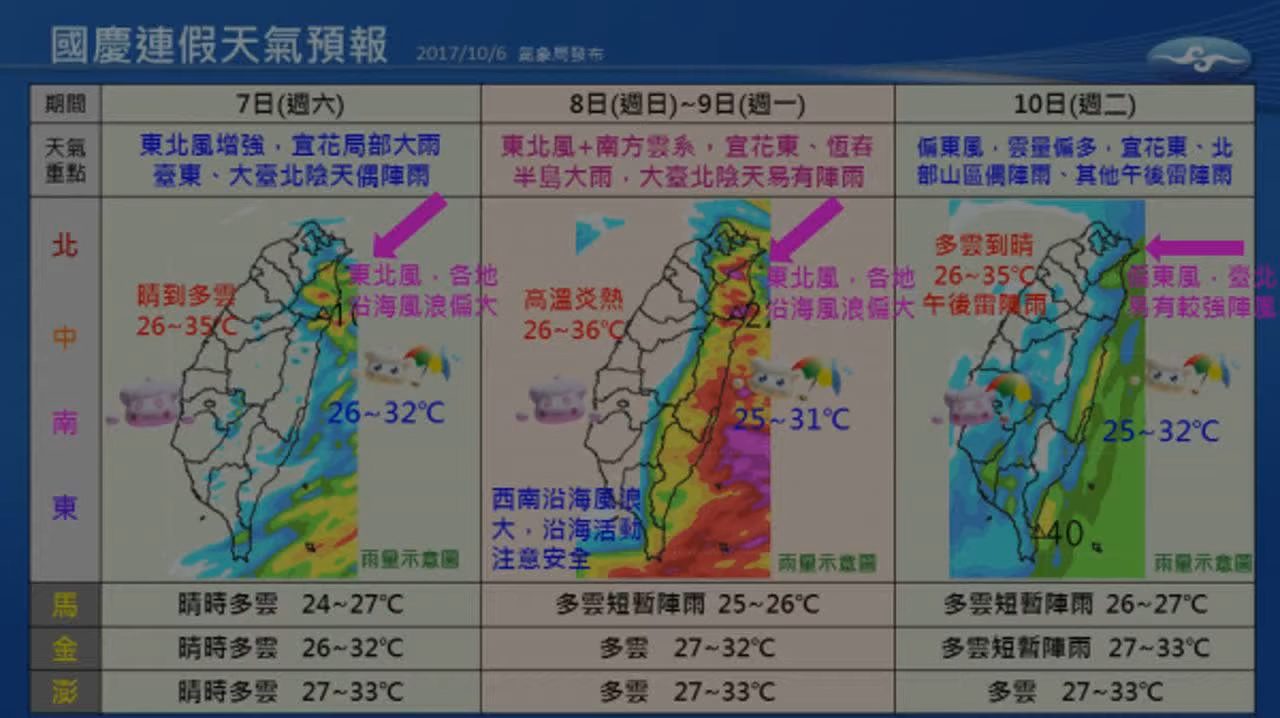 國慶連假天氣預報 2017/10/6 氣象局發布
期間 7日(週六) 8日(週日)~9日(週一) 10日(週二)
天氣重點
東北風增強，宜花局部大雨
臺東、大臺北陰天偶陣雨
東北風+南方雲系，宜花東、恆春
半島大雨，大臺北陰天易有陣雨
偏東風，雲量偏多，宜花東、北
部山區偶陣雨、其他午後雷陣雨
北
中
南
東
晴到多雲
26~35℃
東北風，各地
沿海風浪偏大
26~32℃
雨量示意圖
高溫炎熱
26~36℃
東北風，各地
沿海風浪偏大
25~31℃
西南沿海風浪
大，沿海活動
注意安全
雨量示意圖
多雲到晴
26~35℃
午後雷陣雨
偏東風，臺北
易有較強陣風
25~32℃
40
雨量示意圖
馬 晴時多雲 24~27℃ 多雲短暫陣雨 25~26℃ 多雲短暫陣雨 26~27℃
金 晴時多雲 26~32℃ 多雲 27~32℃ 多雲短暫陣雨 27~33℃
澎 晴時多雲 27~33℃ 多雲 27~33℃ 多雲 27~33℃